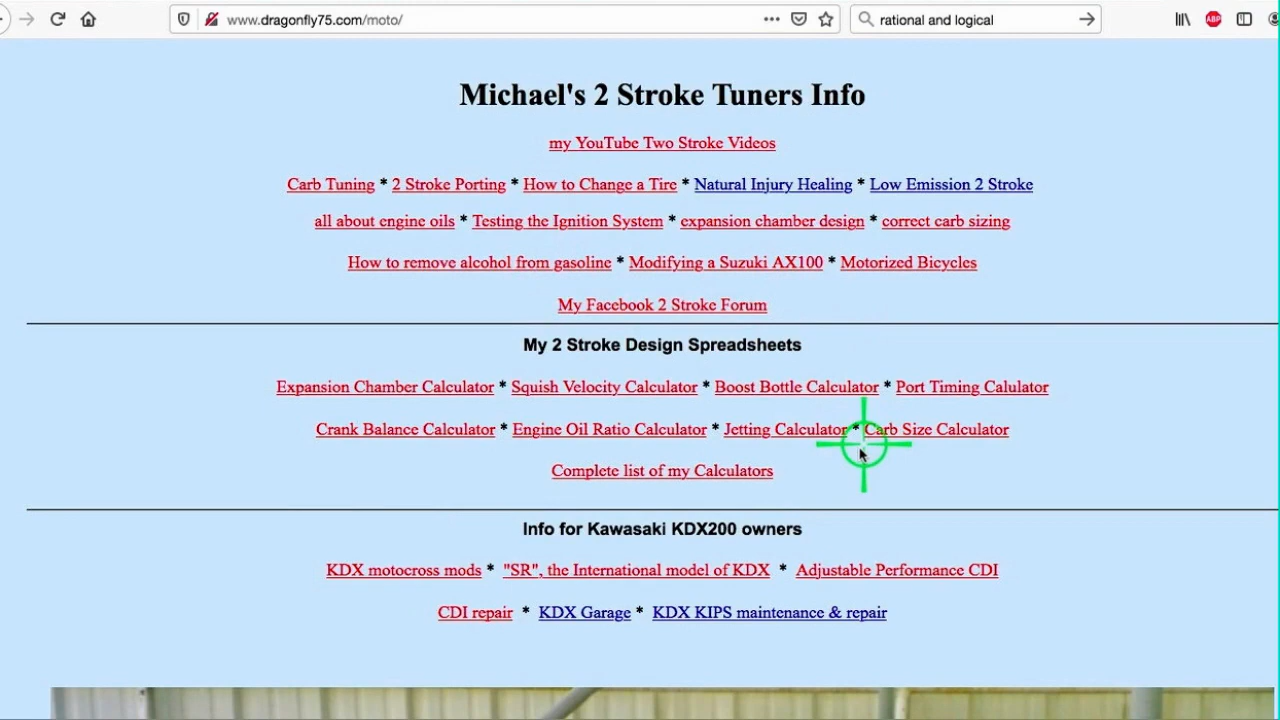 www.dragonfly75.com/moto/ rational and logical ABP
Michael's 2 Stroke Tuners Info
my YouTube Two Stroke Videos
Carb Tuning * 2 Stroke Porting * How to Change a Tire * Natural Injury Healing * Low Emission 2 Stroke
all about engine oils * Testing the Ignition System * expansion chamber design * correct carb sizing
How to remove alcohol from gasoline * Modifying a Suzuki AX100 * Motorized Bicycles
My Facebook 2 Stroke Forum
My 2 Stroke Design Spreadsheets
Expansion Chamber Calculator * Squish Velocity Calculator * Boost Bottle Calculator * Port Timing Calulator
Crank Balance Calculator * Engine Oil Ratio Calculator * Jetting Calculator * Carb Size Calculator
Complete list of my Calculators
Info for Kawasaki KDX200 owners
KDX motocross mods * "SR", the International model of KDX * Adjustable Performance CDI
CDI repair * KDX Garage * KDX KIPS maintenance & repair